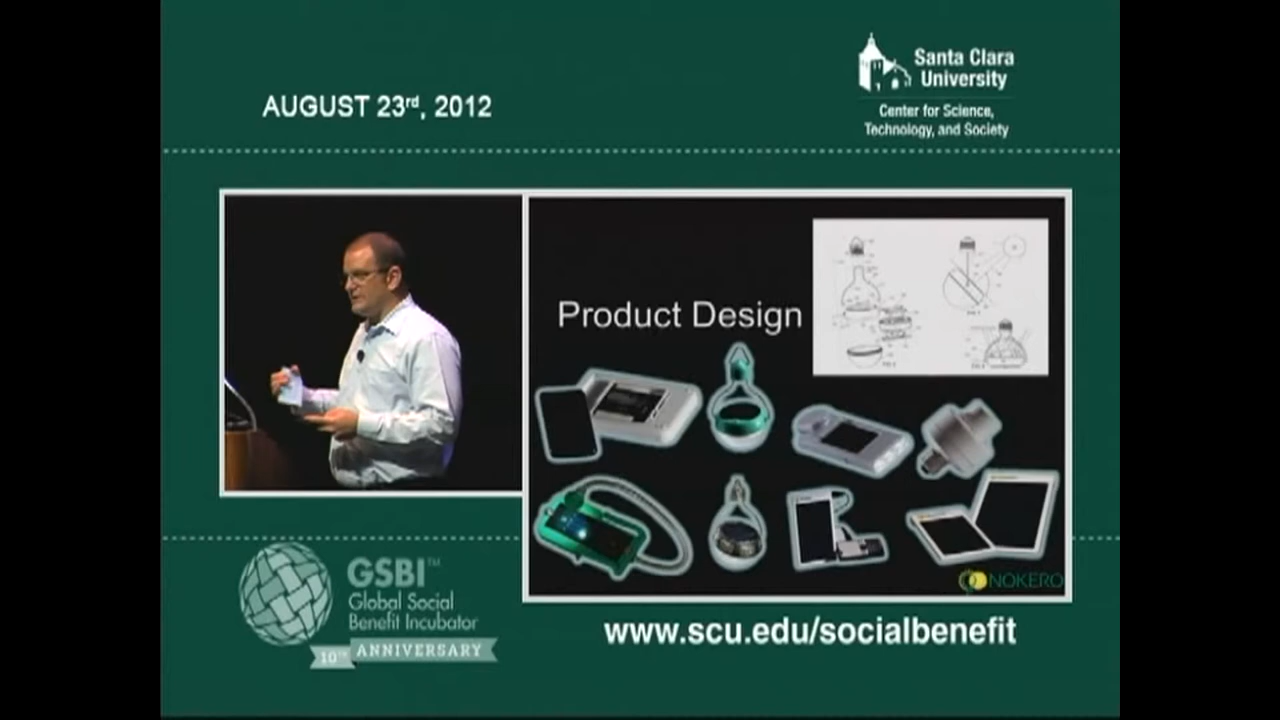 AUGUST 23rd, 2012
Santa Clara
University
Center for Science,
Technology, and Society
Product Design
NOKERO
GSBI™
Global Social
Benefit Incubator
10TH ANNIVERSARY
www.scu.edu/socialbenefit